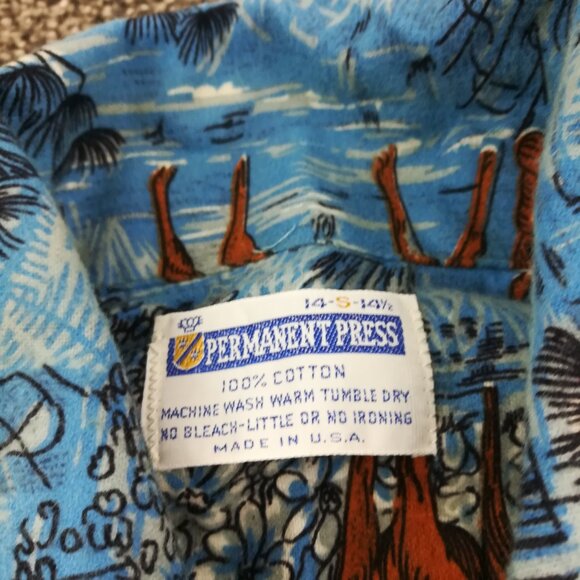 14-S-14½
PERMANENT PRESS
100% COTTON
MACHINE WASH WARM TUMBLE DRY
NO BLEACH-LITTLE OR NO IRONING
MADE IN U.S.A.